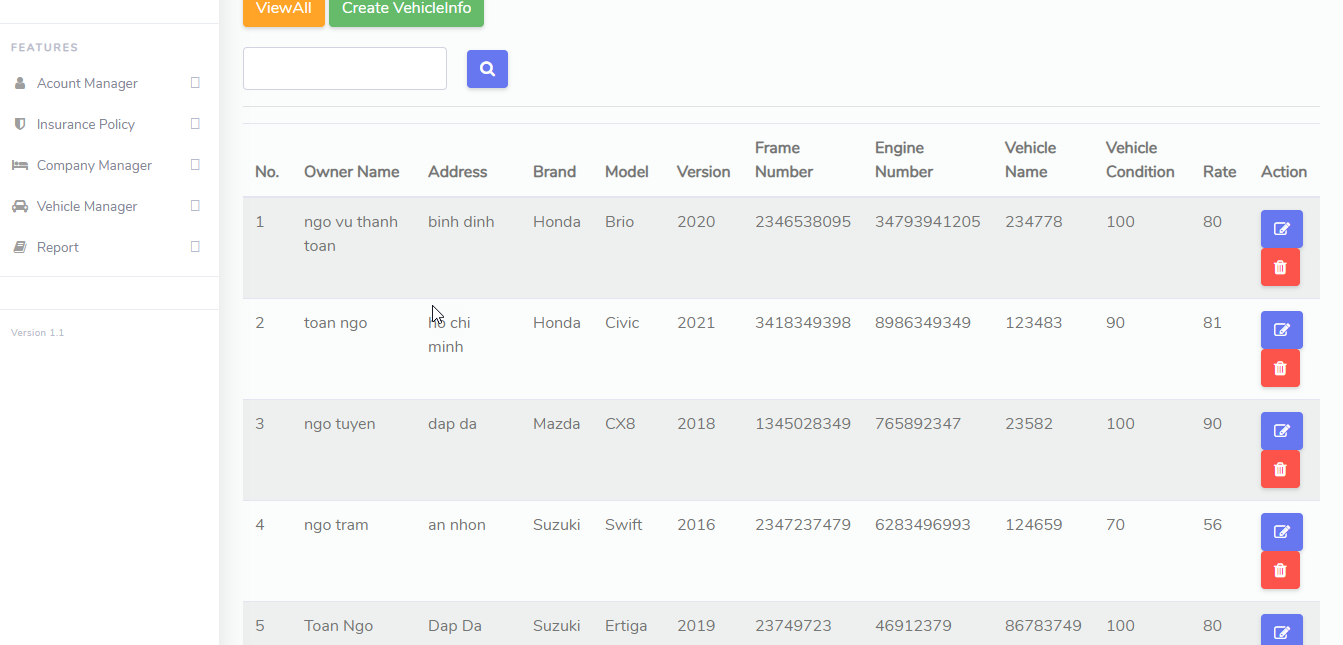 ViewAll Create VehicleInfo
FEATURES
Acount Manager
Insurance Policy
Company Manager
Vehicle Manager
Report
Version 1.1
No. Owner Name Address Brand Model Version Frame Number Engine Number Vehicle Name Vehicle Condition Rate Action
1 ngo vu thanh toan binh dinh Honda Brio 2020 2346538095 34793941205 234778 100 80
2 toan ngo ho chi minh Honda Civic 2021 3418349398 8986349349 123483 90 81
3 ngo tuyen dap da Mazda CX8 2018 1345028349 765892347 23582 100 90
4 ngo tram an nhon Suzuki Swift 2016 2347237479 6283496993 124659 70 56
5 Toan Ngo Dap Da Suzuki Ertiga 2019 23749723 46912379 86783749 100 80